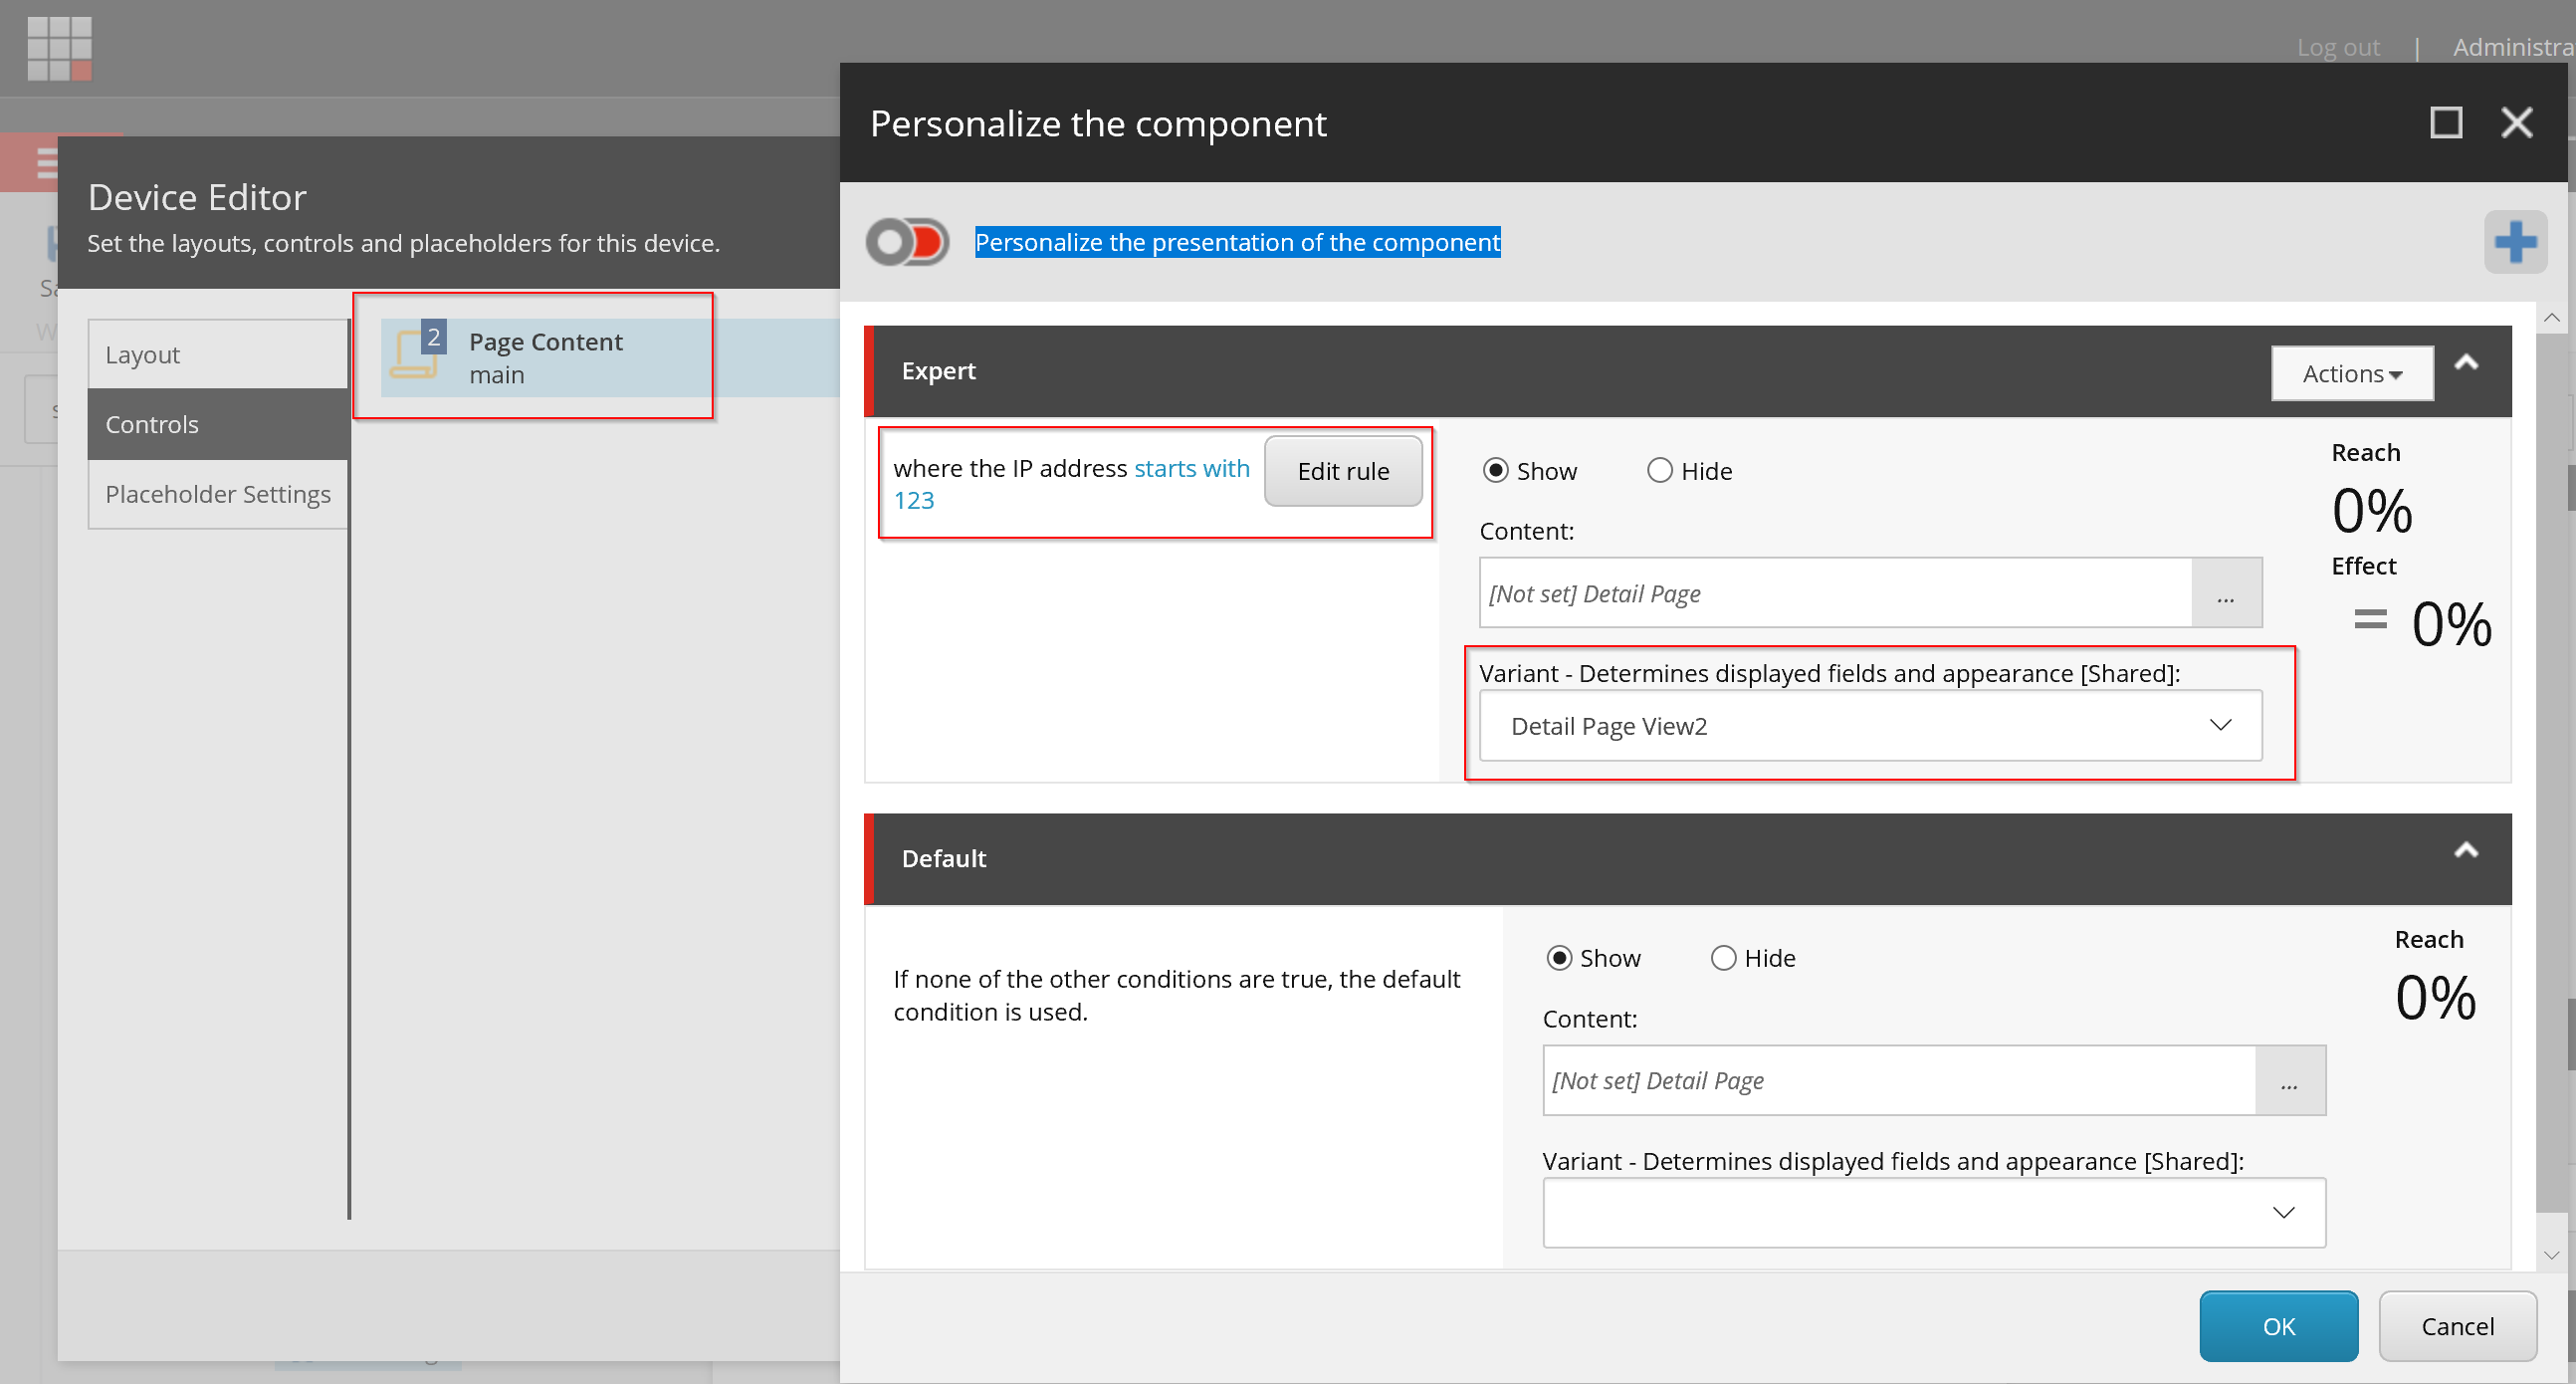 Log out | Administra
Personalize the component
Device Editor
Set the layouts, controls and placeholders for this device.
Layout
Controls
Placeholder Settings
2
Page Content
main
Personalize the presentation of the component
Expert
Actions
where the IP address starts with
123
Edit rule
Show
Hide
Content:
[Not set] Detail Page
...
Variant - Determines displayed fields and appearance [Shared]:
Detail Page View2
Reach
0%
Effect
= 0%
Default
If none of the other conditions are true, the default
condition is used.
Show
Hide
Content:
[Not set] Detail Page
...
Variant - Determines displayed fields and appearance [Shared]:
Reach
0%
OK
Cancel